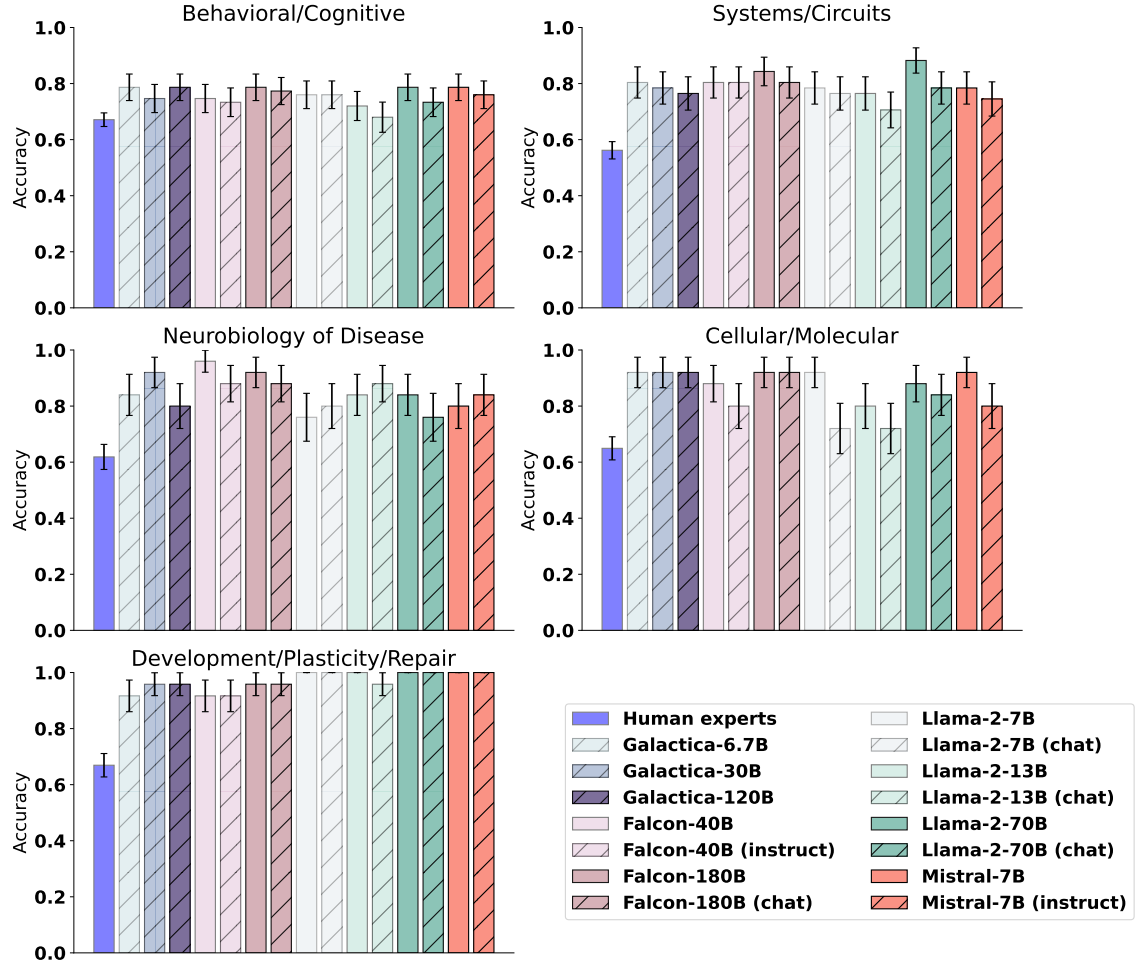 Behavioral/Cognitive
1.0
0.8
0.6
0.4
0.2
0.0
Accuracy
Systems/Circuits
1.0
0.8
0.6
0.4
0.2
0.0
Accuracy
Neurobiology of Disease
1.0
0.8
0.6
0.4
0.2
0.0
Accuracy
Cellular/Molecular
1.0
0.8
0.6
0.4
0.2
0.0
Accuracy
Development/Plasticity/Repair
1.0
0.8
0.6
0.4
0.2
0.0
Accuracy
Human experts
Galactica-6.7B
Galactica-30B
Galactica-120B
Falcon-40B
Falcon-40B (instruct)
Falcon-180B
Falcon-180B (chat)
Llama-2-7B
Llama-2-7B (chat)
Llama-2-13B
Llama-2-13B (chat)
Llama-2-70B
Llama-2-70B (chat)
Mistral-7B
Mistral-7B (instruct)